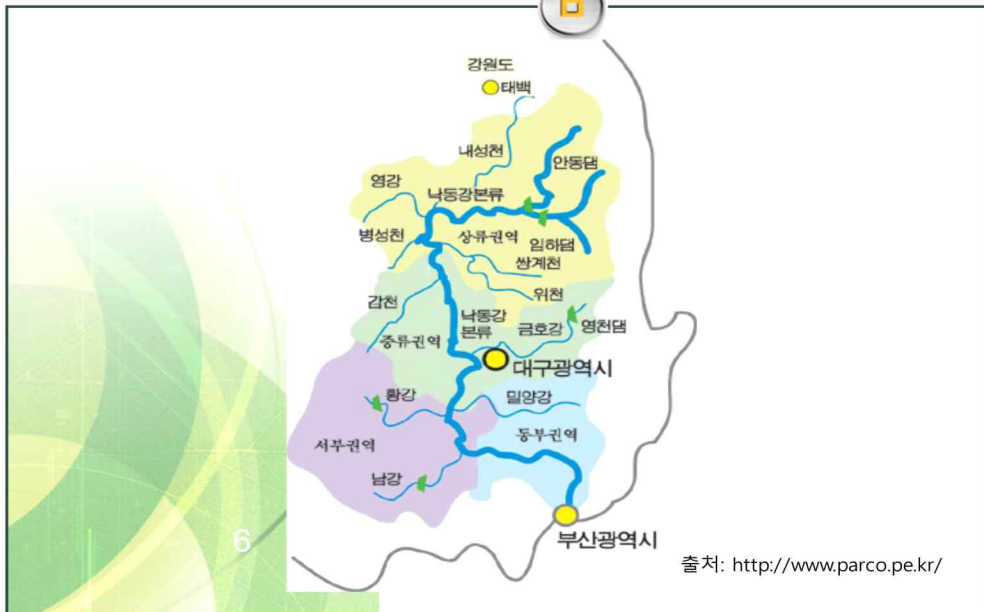 강원도
태백
내성천
안동댐
영강
낙동강본류
병성천
상류권역
임하댐
쌍계천
위천
감천
낙동강
본류
금호강
영천댐
중류권역
대구광역시
황강
밀양강
서부권역
동부권역
남강
6
부산광역시
출처: http://www.parco.pe.kr/